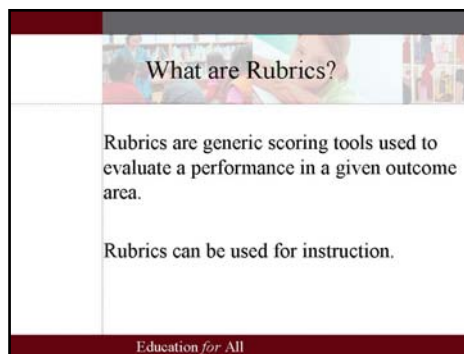 What are Rubrics?
Rubrics are generic scoring tools used to
evaluate a performance in a given outcome
area.
Rubrics can be used for instruction.
Education for All